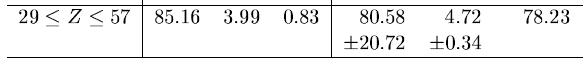 29 ≤ Z ≤ 57 85.16 3.99 0.83 80.58 4.72 78.23
±20.72 ±0.34